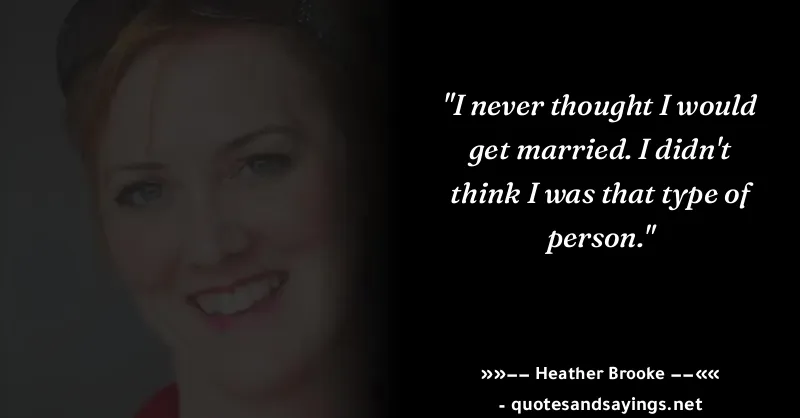 "I never thought I would
get married. I didn't
think I was that type of
person."
»»−− Heather Brooke −−««
- quotesandsayings.net